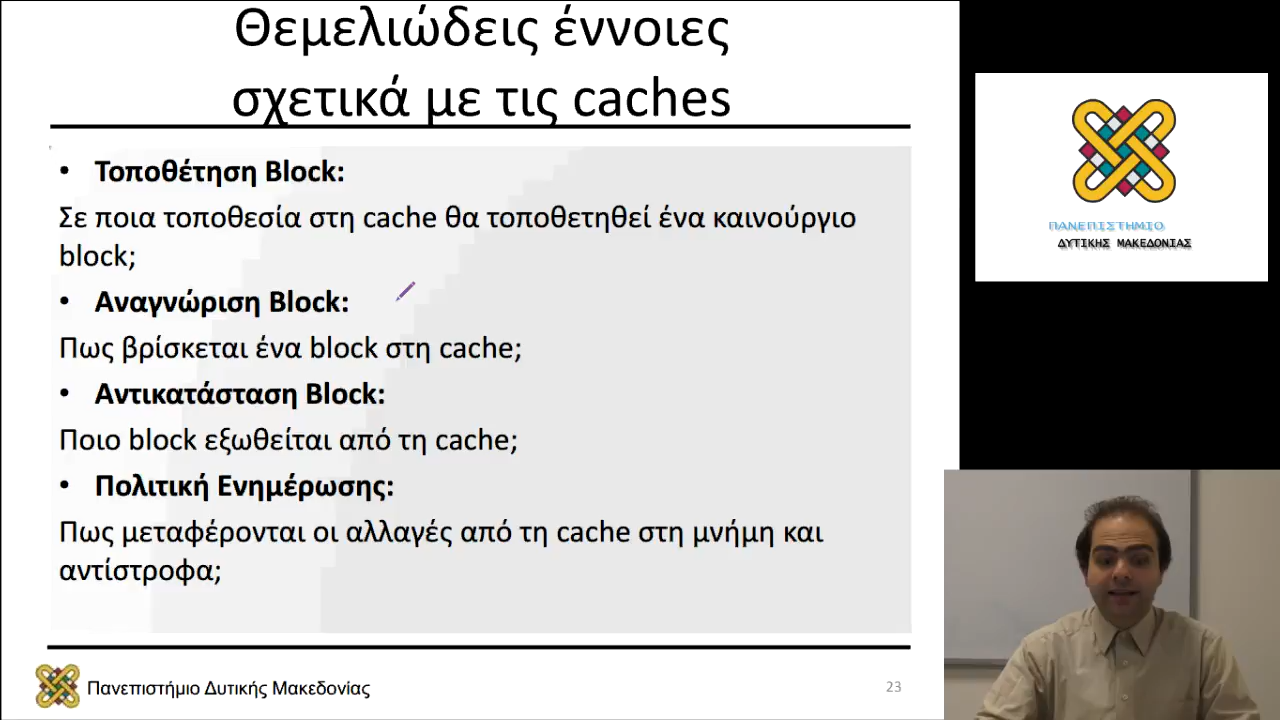 Θεμελιώδεις έννοιες
σχετικά με τις caches
• Τοποθέτηση Block:
Σε ποια τοποθεσία στη cache θα τοποθετηθεί ένα καινούργιο
block;
• Αναγνώριση Block:
Πως βρίσκεται ένα block στη cache;
• Αντικατάσταση Block:
Ποιο block εξωθείται από τη cache;
• Πολιτική Ενημέρωσης:
Πως μεταφέρονται οι αλλαγές από τη cache στη μνήμη και
αντίστροφα;
Πανεπιστήμιο Δυτικής Μακεδονίας
23
ΠΑΝΕΠΙΣΤΗΜΙΟ
ΔΥΤΙΚΗΣ ΜΑΚΕΔΟΝΙΑΣ